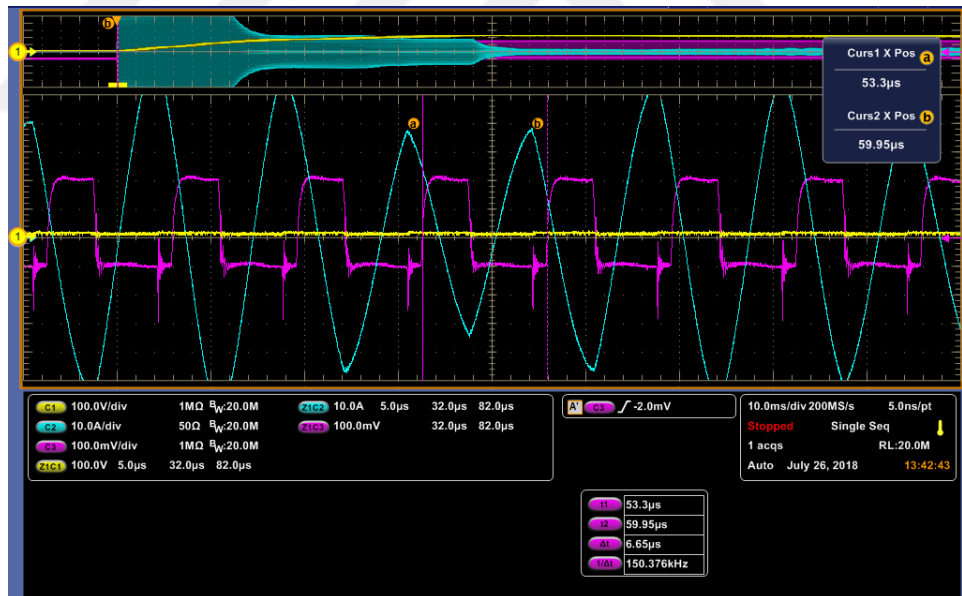 b
1
Curs1 X Pos a
53.3µs
Curs2 X Pos b
59.95µs
a b
1
C1 100.0V/div 1MΩ BW:20.0M
C2 10.0A/div 50Ω BW:20.0M
C3 100.0mV/div 1MΩ BW:20.0M
Z1C1 100.0V 5.0µs 32.0µs 82.0µs
Z1C2 10.0A 5.0µs 32.0µs 82.0µs
Z1C3 100.0mV 32.0µs 82.0µs
A' C3 -2.0mV
10.0ms/div 200MS/s 5.0ns/pt
Stopped Single Seq
1 acqs RL:20.0M
Auto July 26, 2018 13:42:43
t1 53.3µs
t2 59.95µs
Δt 6.65µs
1/Δt 150.376kHz